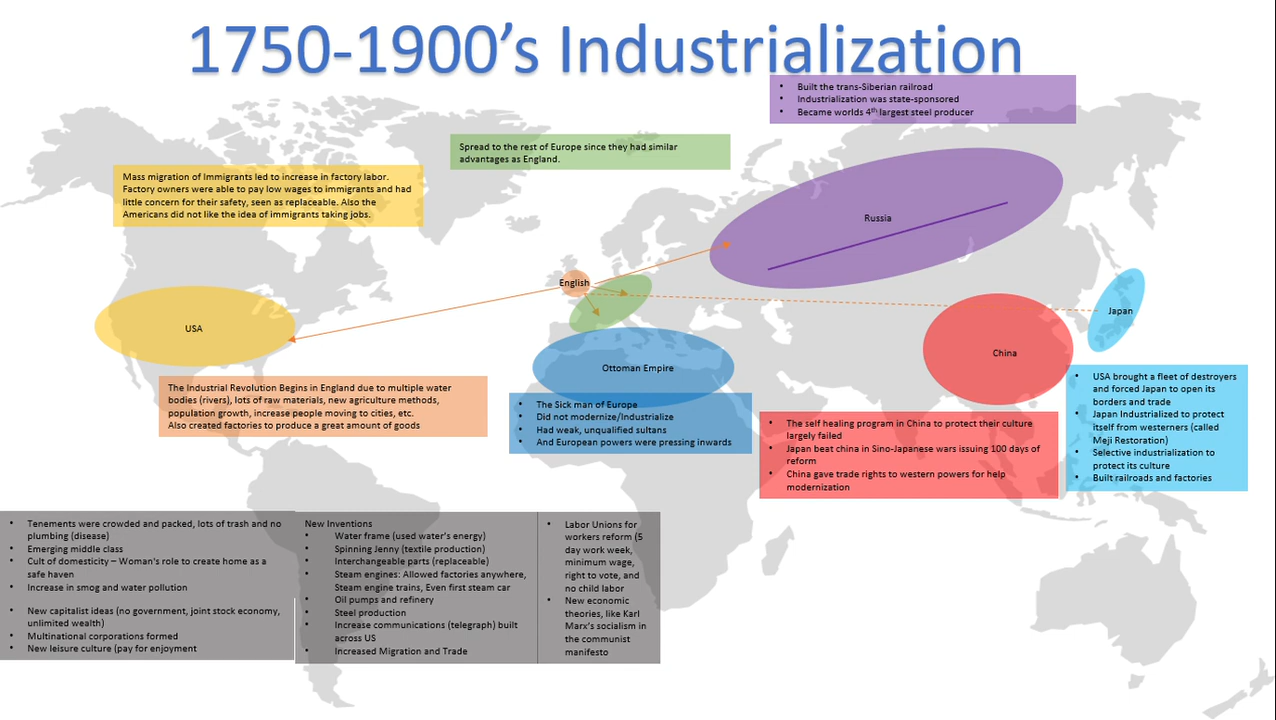 1750-1900’s Industrialization
• Built the trans-Siberian railroad
• Industrialization was state-sponsored
• Became worlds 4th largest steel producer
Spread to the rest of Europe since they had similar
advantages as England.
Mass migration of Immigrants led to increase in factory labor.
Factory owners were able to pay low wages to immigrants and had
little concern for their safety, seen as replaceable. Also the
Americans did not like the idea of immigrants taking jobs.
Russia
English
USA
Japan
China
Ottoman Empire
The Industrial Revolution Begins in England due to multiple water
bodies (rivers), lots of raw materials, new agriculture methods,
population growth, increase people moving to cities, etc.
Also created factories to produce a great amount of goods
• The Sick man of Europe
• Did not modernize/Industrialize
• Had weak, unqualified sultans
• And European powers were pressing inwards
• The self healing program in China to protect their culture
largely failed
• Japan beat china in Sino-Japanese wars issuing 100 days of
reform
• China gave trade rights to western powers for help
modernization
• USA brought a fleet of destroyers
and forced Japan to open its
borders and trade
• Japan Industrialized to protect
itself from westerners (called
Meji Restoration)
• Selective industrialization to
protect its culture
• Built railroads and factories
• Tenements were crowded and packed, lots of trash and no
plumbing (disease)
• Emerging middle class
• Cult of domesticity – Woman’s role to create home as a
safe haven
• Increase in smog and water pollution
• New capitalist ideas (no government, joint stock economy,
unlimited wealth)
• Multinational corporations formed
• New leisure culture (pay for enjoyment
New Inventions
• Water frame (used water’s energy)
• Spinning Jenny (textile production)
• Interchangeable parts (replaceable)
• Steam engines: Allowed factories anywhere,
Steam engine trains, Even first steam car
• Oil pumps and refinery
• Steel production
• Increase communications (telegraph) built
across US
• Increased Migration and Trade
• Labor Unions for
workers reform (5
day work week,
minimum wage,
right to vote, and
no child labor
• New economic
theories, like Karl
Marx’s socialism in
the communist
manifesto